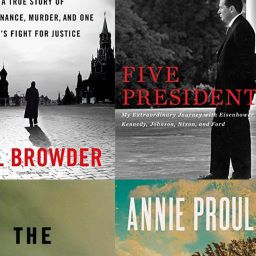 A TRUE STORY OF
NANCE, MURDER, AND ONE
'S FIGHT FOR JUSTICE
L BROWDER
FIVE
PRESIDENT
My Extraordinary Journey with Eisenhower,
Kennedy, Johnson, Nixon, and Ford
THE
ANNIE PROUL